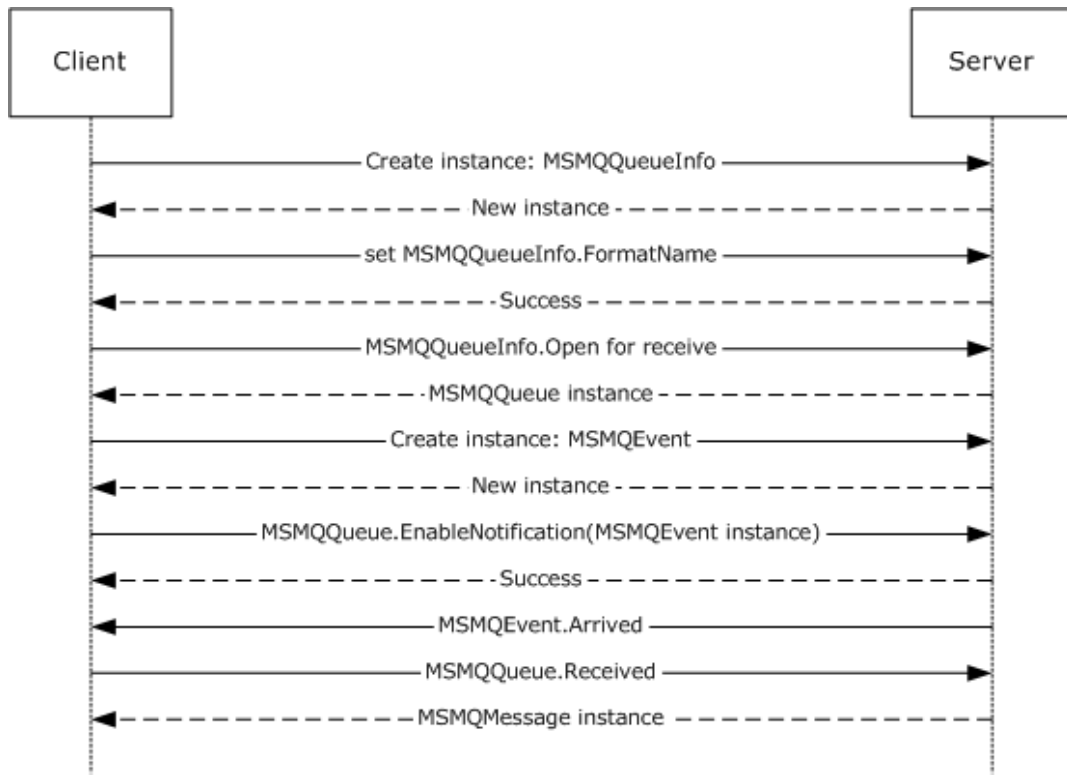 Client
Server
Create instance: MSMQQueueInfo
New instance
set MSMQQueueInfo.FormatName
Success
MSMQQueueInfo.Open for receive
MSMQQueue instance
Create instance: MSMQEvent
New instance
MSMQQueue.EnableNotification(MSMQEvent instance)
Success
MSMQEvent.Arrived
MSMQQueue.Received
MSMQMessage instance